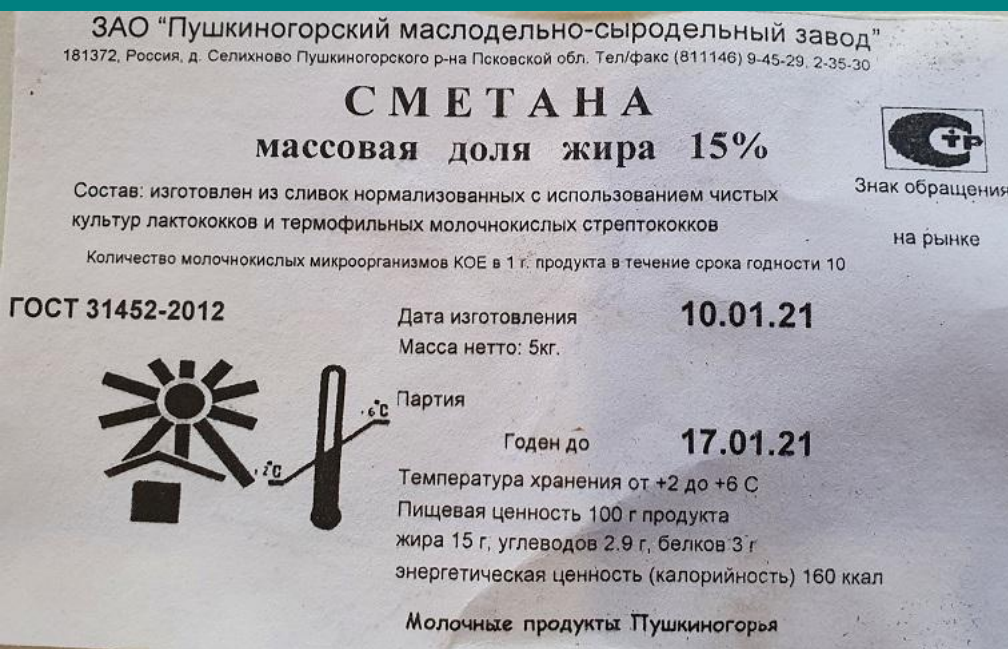 ЗАО "Пушкиногорский маслодельно-сыродельный завод"
181372, Россия, д. Селихново Пушкиногорского р-на Псковской обл. Тел/факс (811146) 9-45-29, 2-35-30
СМЕТАНА
массовая доля жира 15%
СТР
Состав: изготовлен из сливок нормализованных с использованием чистых
культур лактококков и термофильных молочнокислых стрептококков
Знак обращения
на рынке
Количество молочнокислых микроорганизмов КОЕ в 1 г. продукта в течение срока годности 10
ГОСТ 31452-2012
Дата изготовления 10.01.21
Масса нетто: 5кг.
+6°С
Партия
+2°С
Годен до 17.01.21
Температура хранения от +2 до +6 С
Пищевая ценность 100 г продукта
жира 15 г, углеводов 2.9 г, белков 3 г
энергетическая ценность (калорийность) 160 ккал
Молочные продукты Пушкиногорья